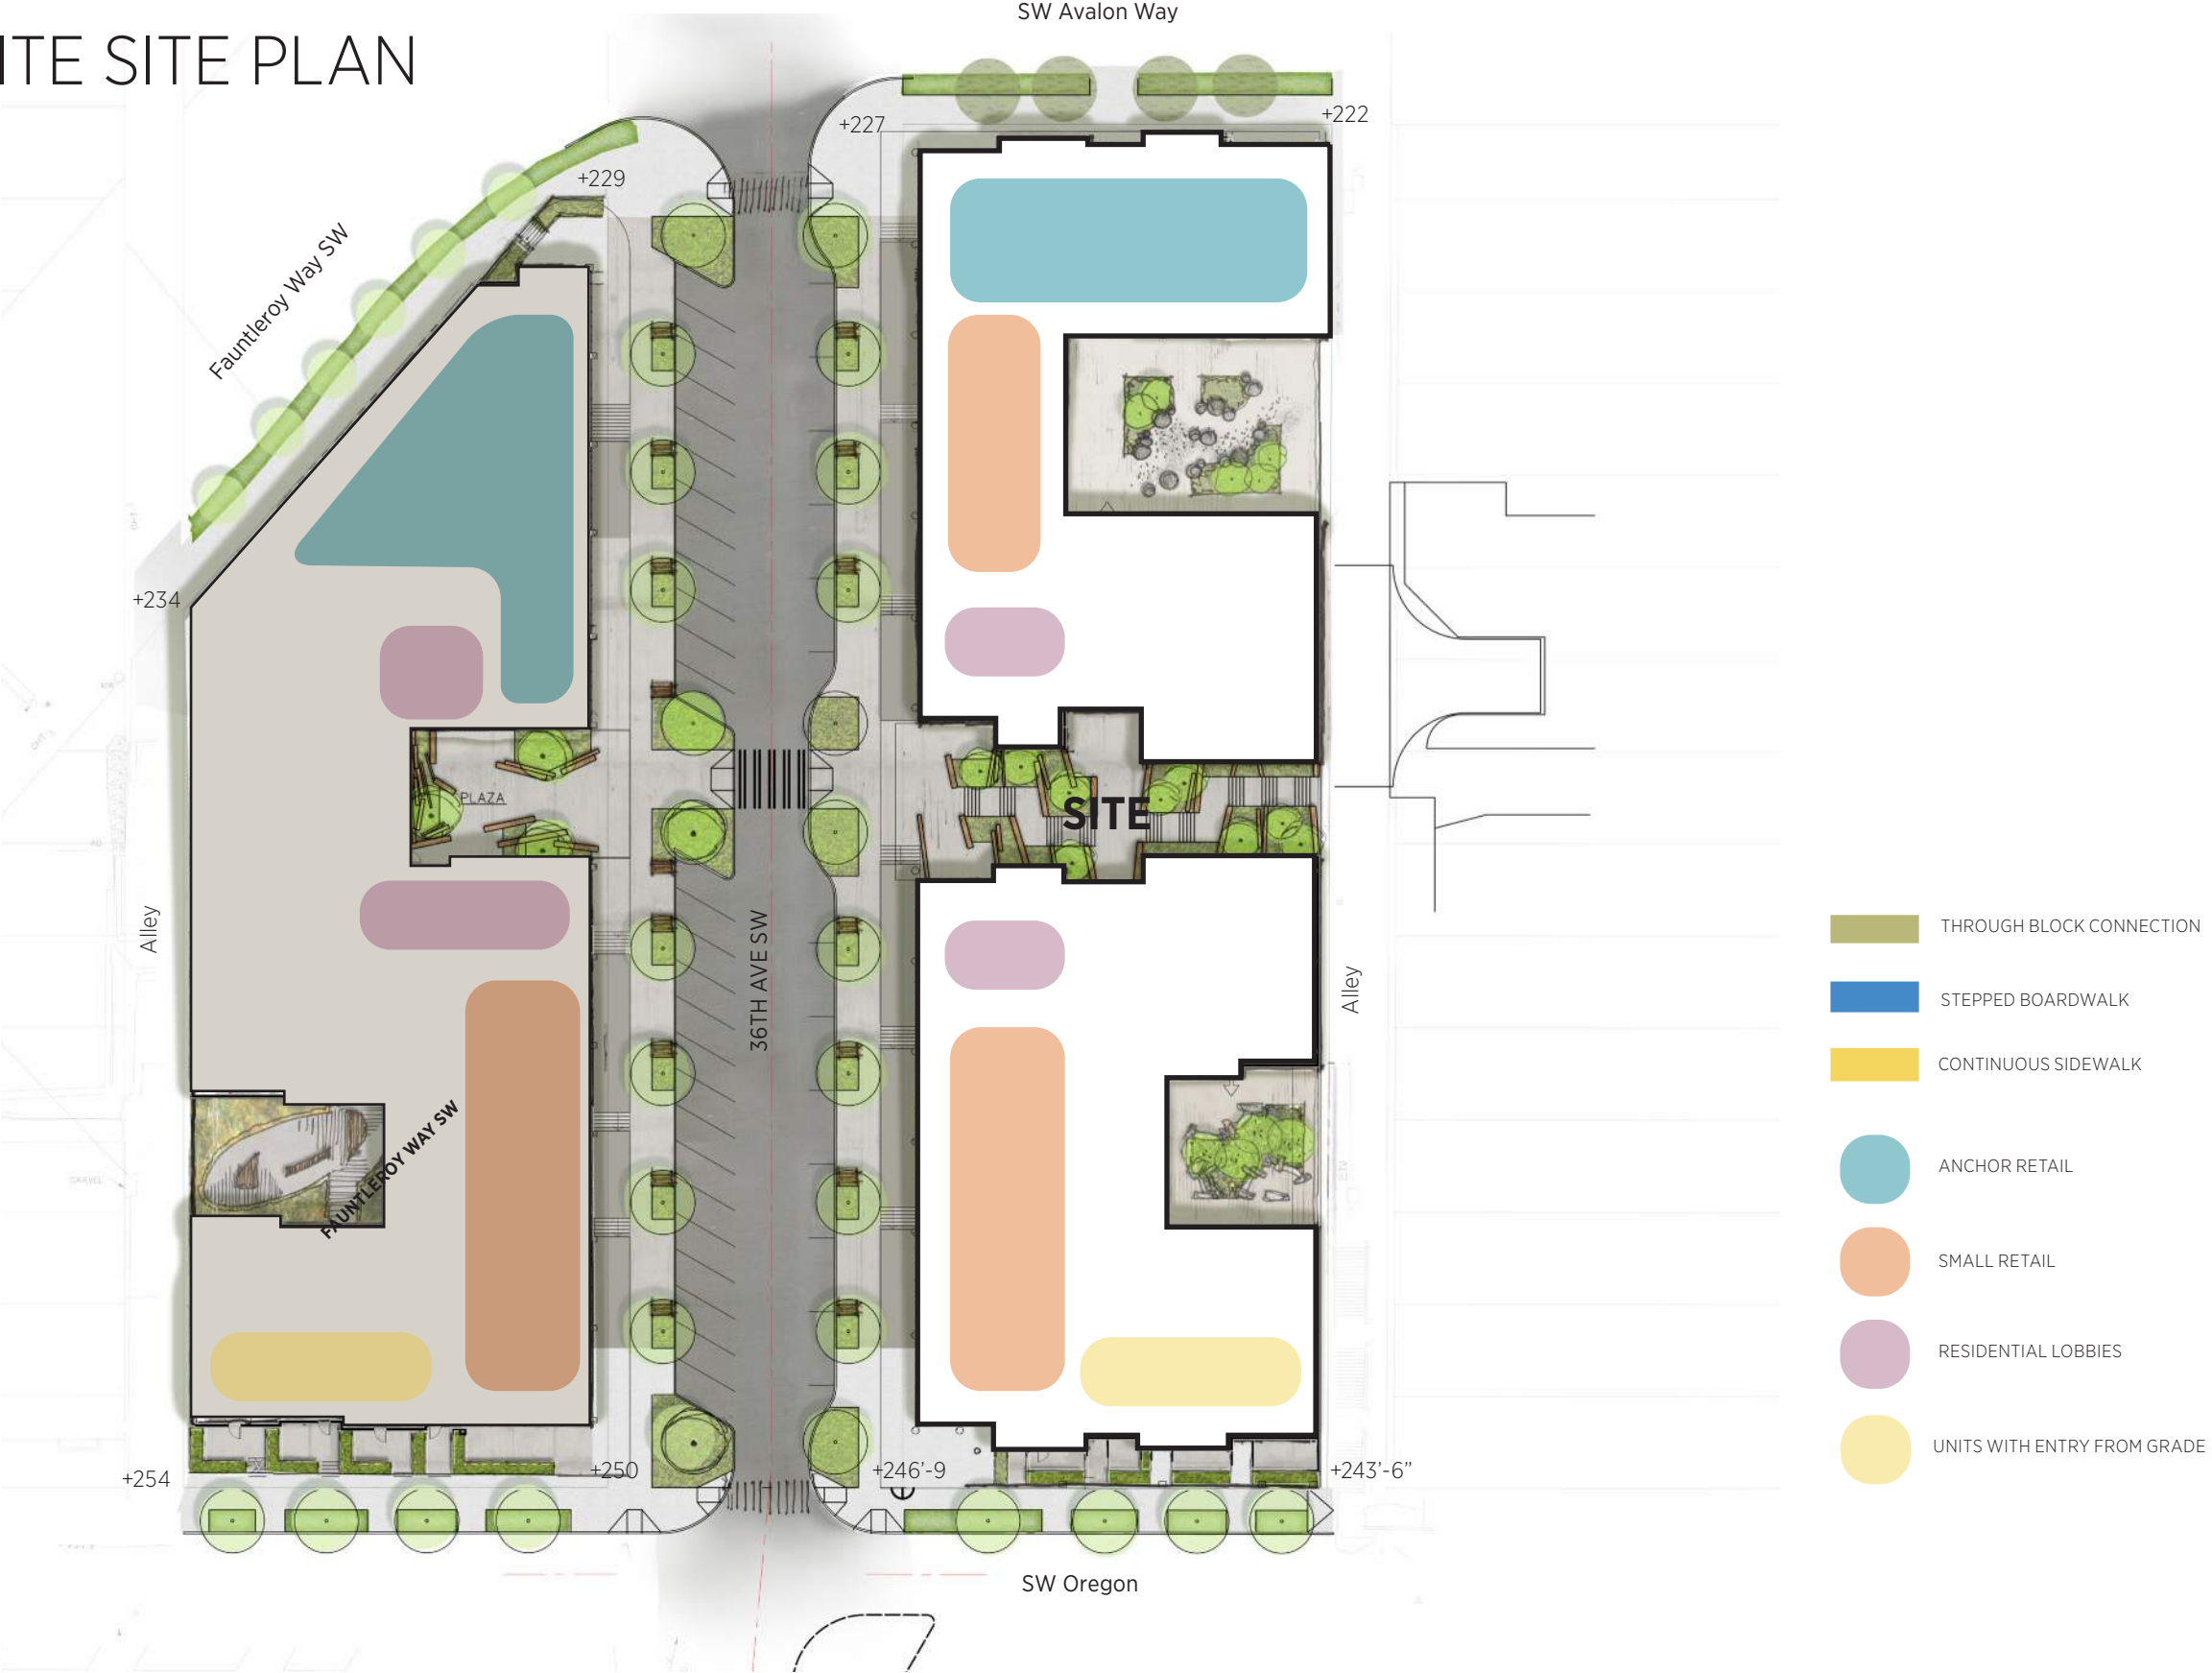 SW Avalon Way
ITE SITE PLAN
+222
+227
+229
Fauntleroy Way SW
+234
PLAZA
SITE
Alley
36TH AVE SW
Alley
THROUGH BLOCK CONNECTION
STEPPED BOARDWALK
CONTINUOUS SIDEWALK
ANCHOR RETAIL
SMALL RETAIL
RESIDENTIAL LOBBIES
UNITS WITH ENTRY FROM GRADE
FAUNTLEROY WAY SW
GRAVEL
+254
+250
+246'-9
+243'-6"
SW Oregon